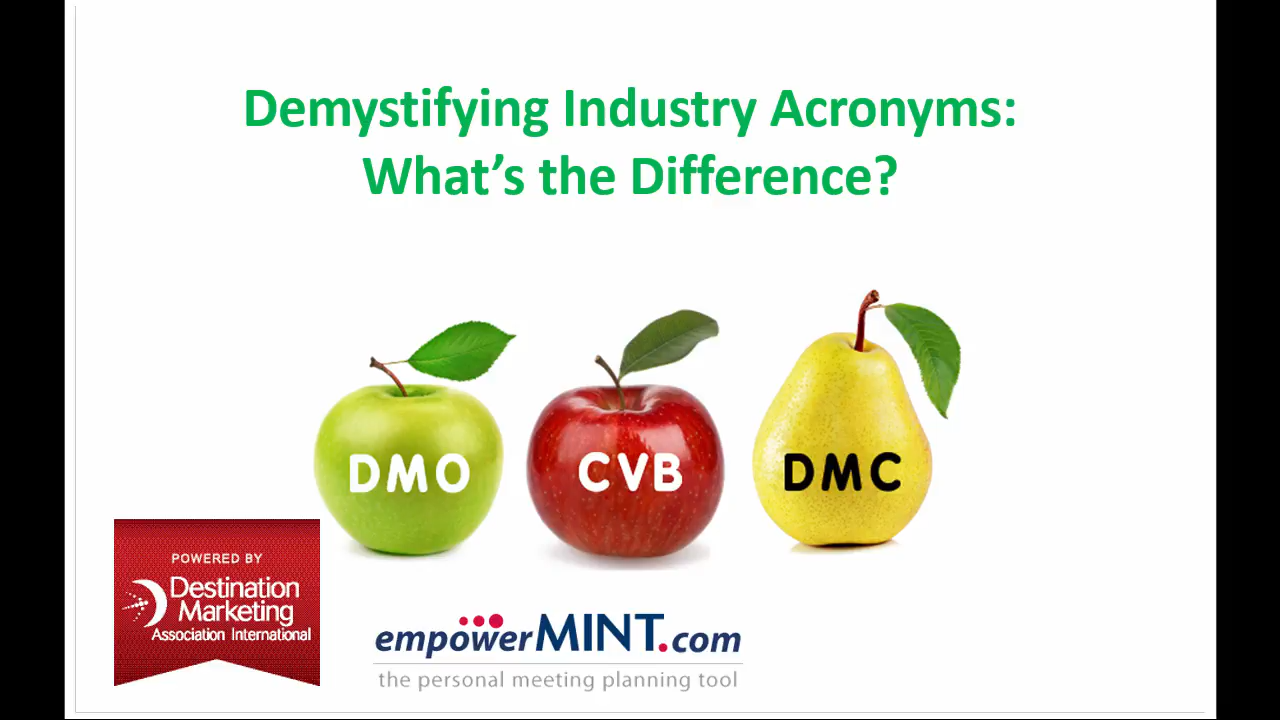 Demystifying Industry Acronyms:
What’s the Difference?
DMO
CVB
DMC
POWERED BY
Destination
Marketing
Association International
empowerMINT.com
the personal meeting planning tool